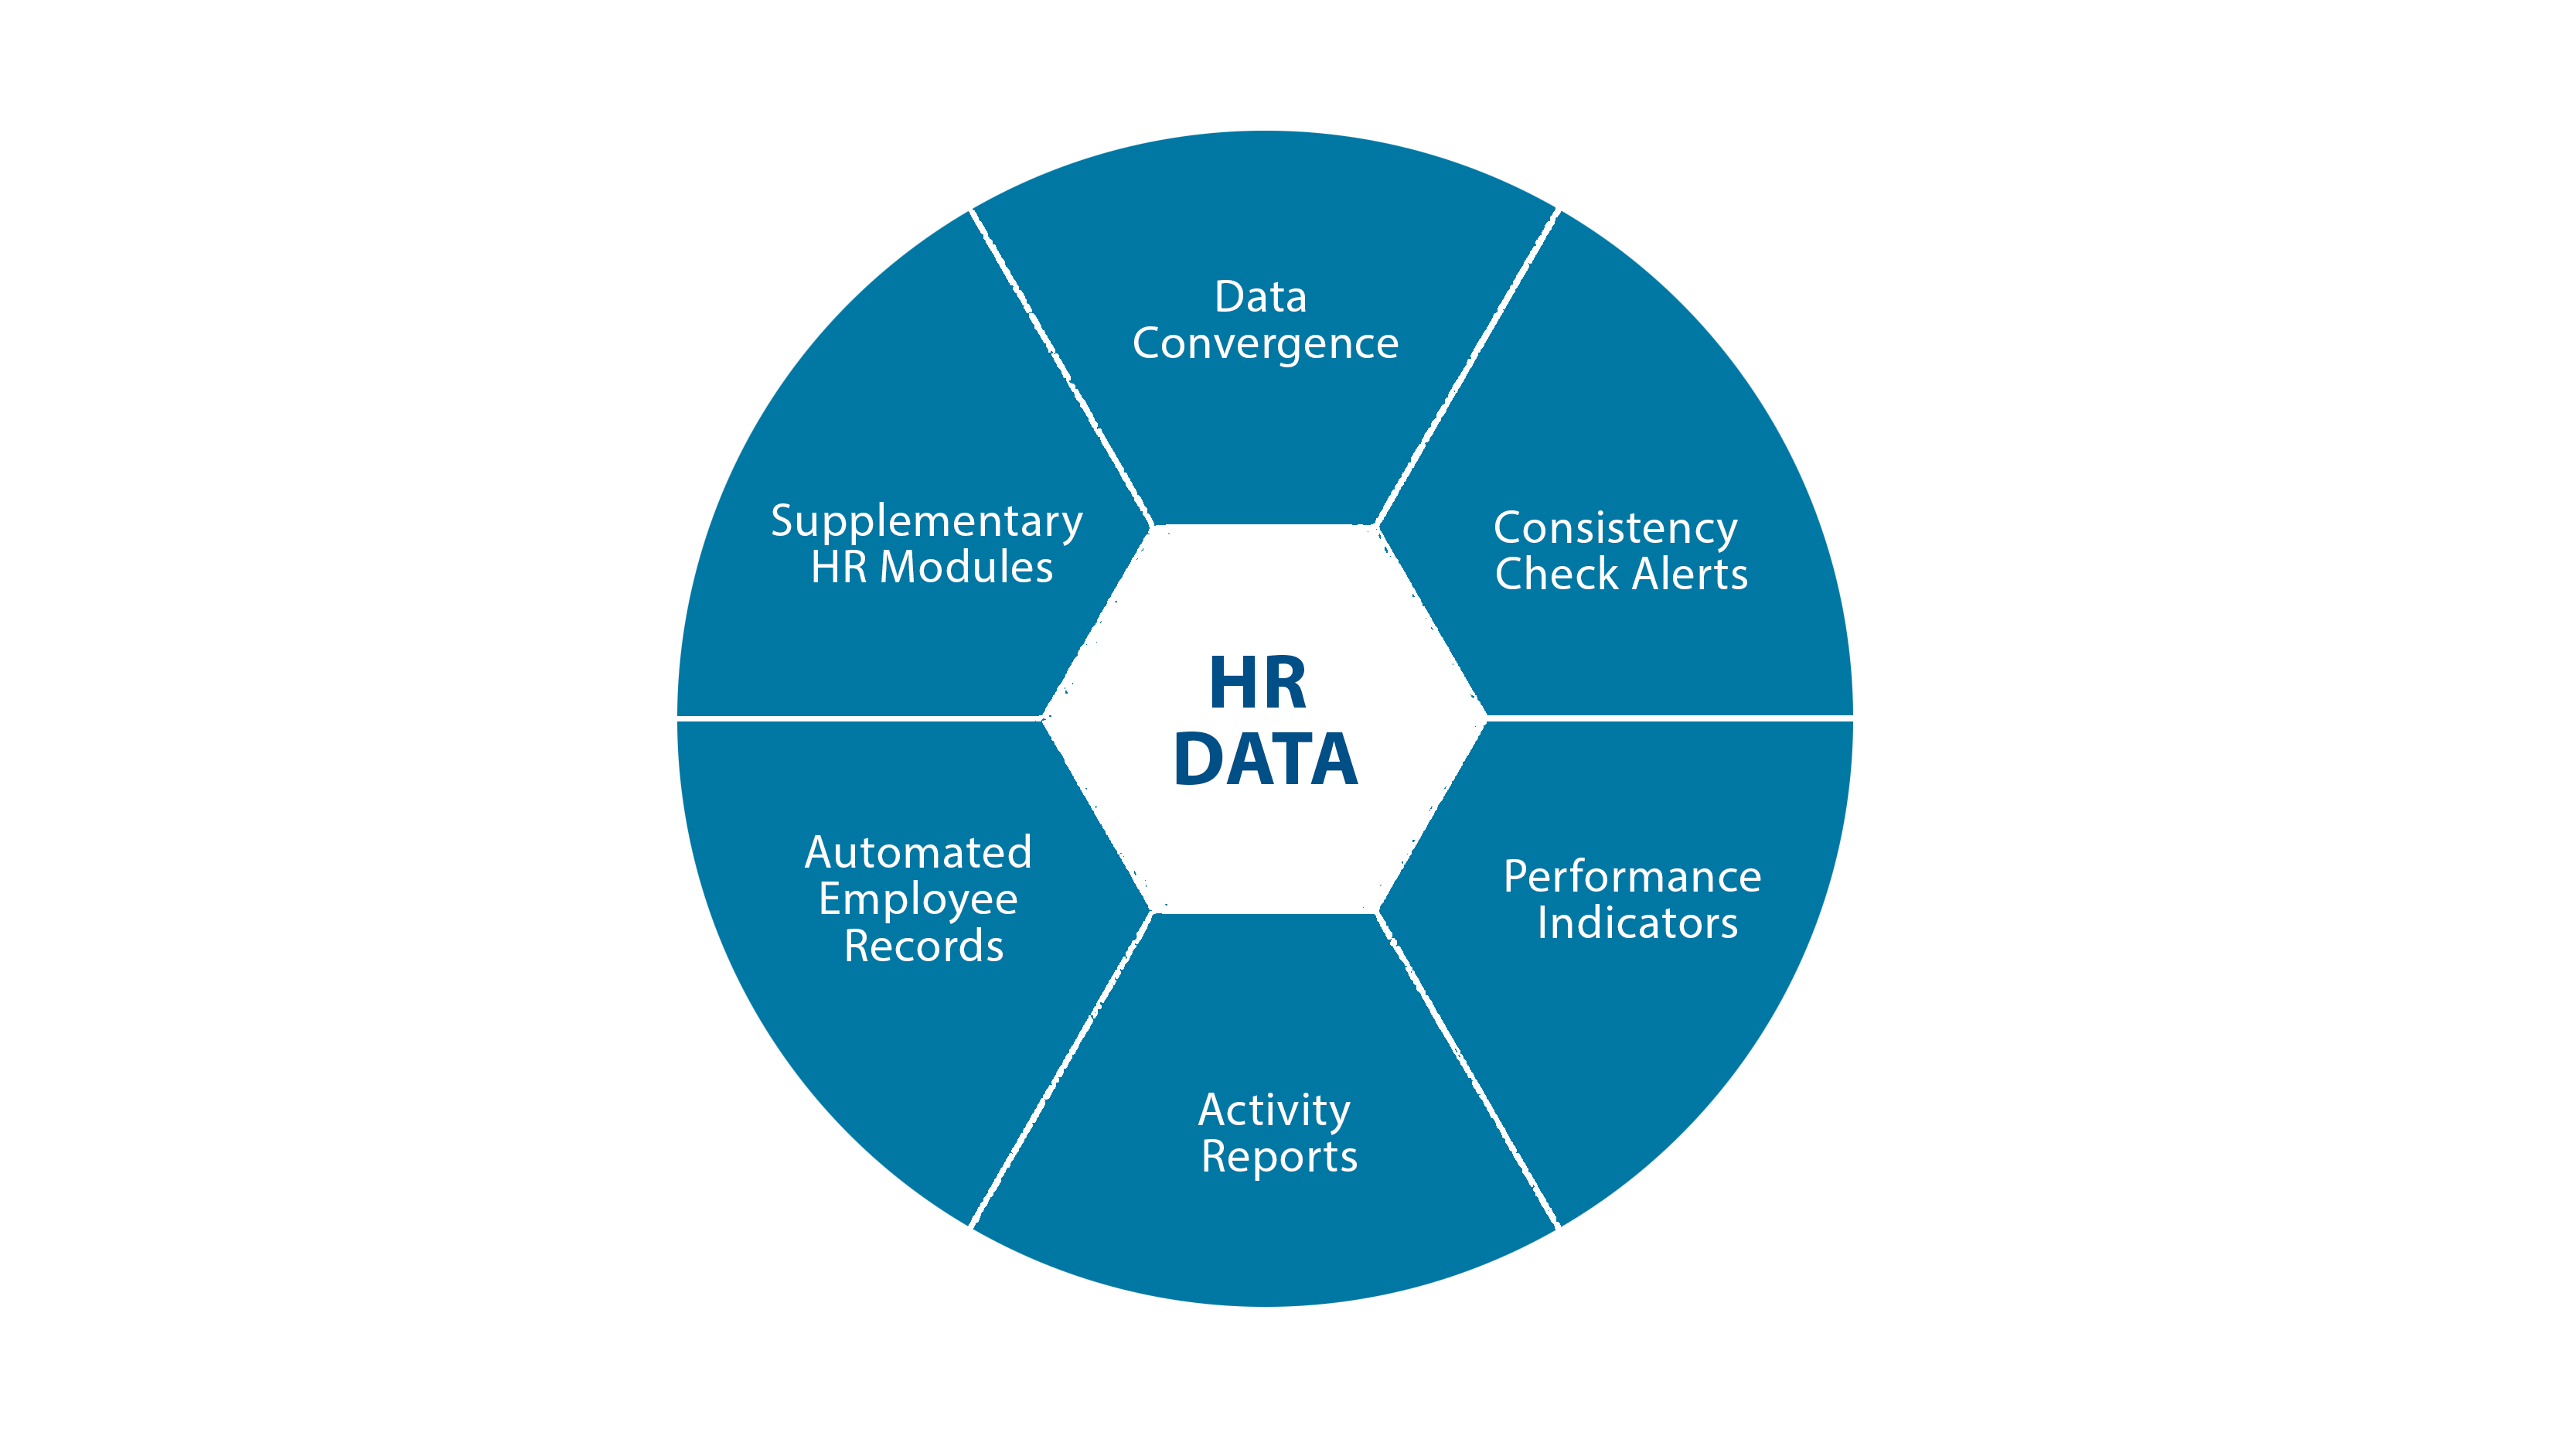 Data
Convergence
Consistency
Check Alerts
Performance
Indicators
Activity
Reports
Automated
Employee
Records
Supplementary
HR Modules
HR
DATA